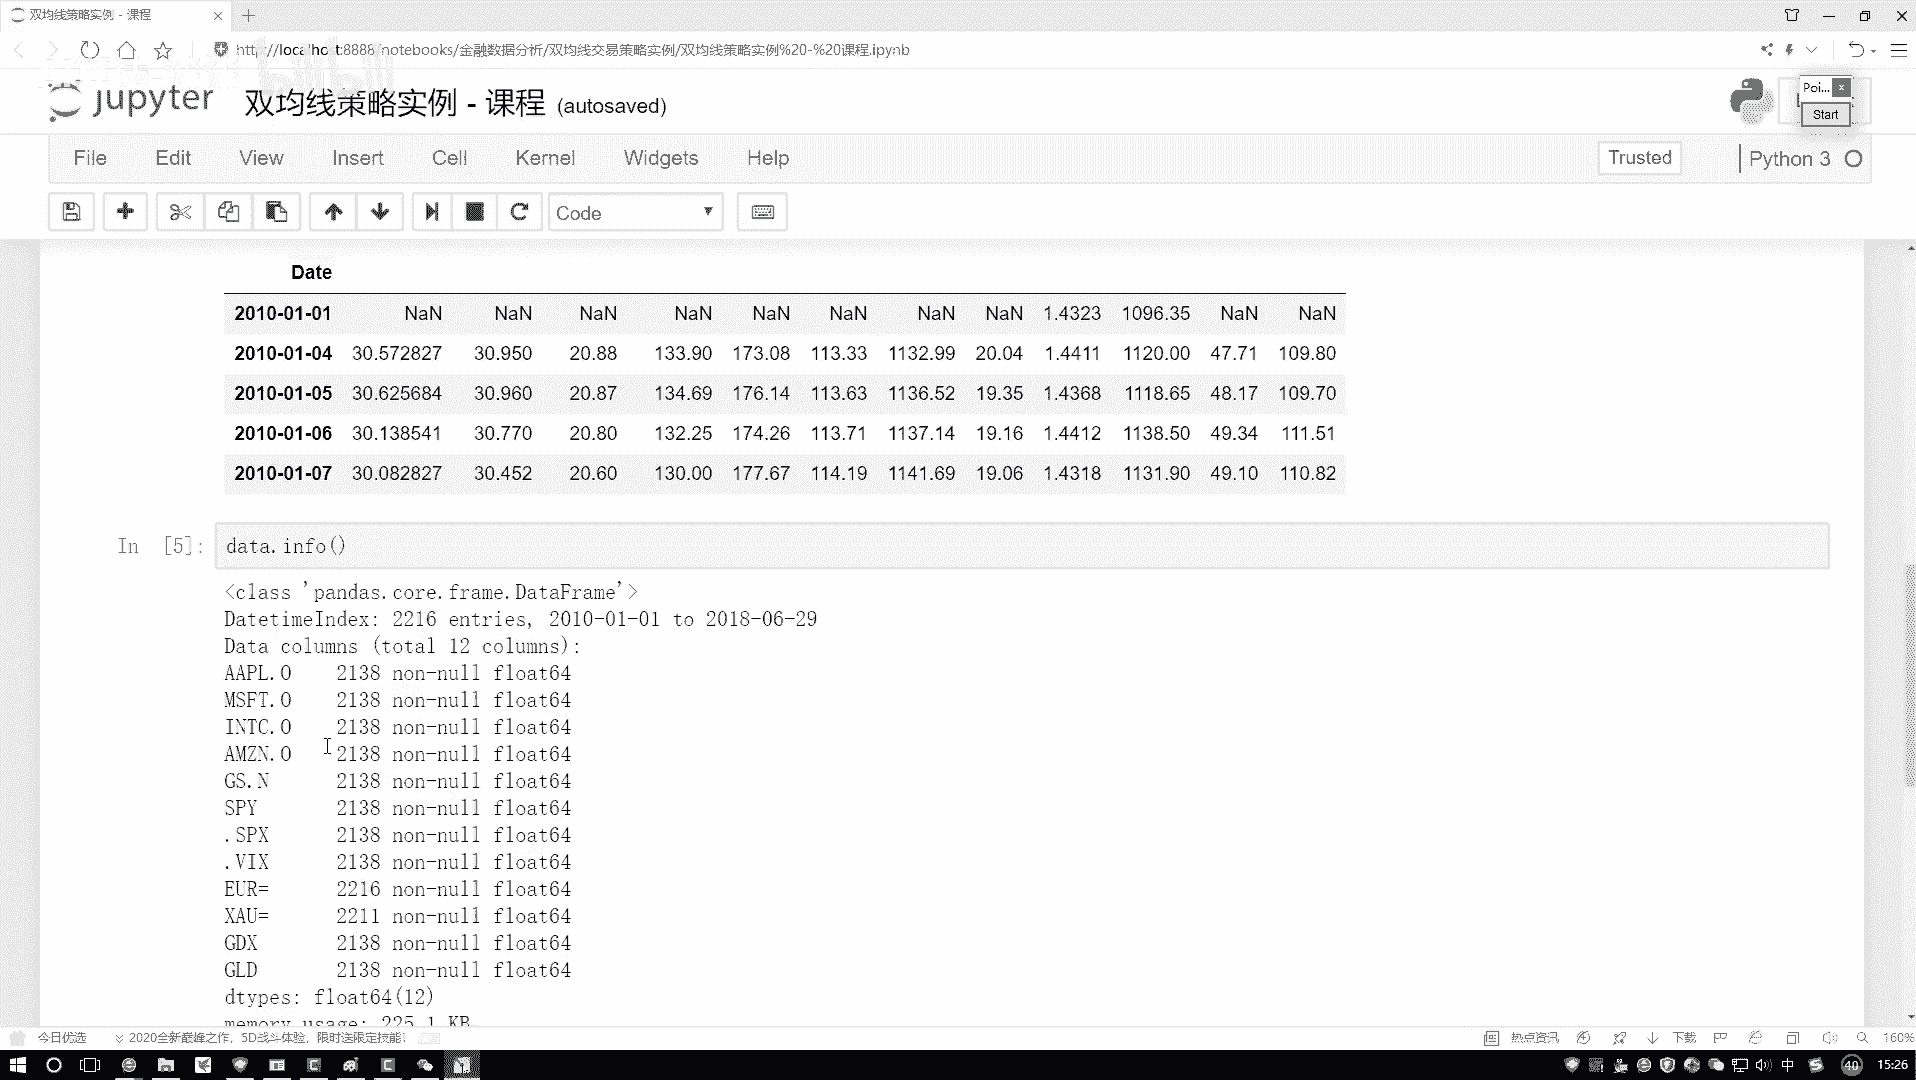 双均线策略实例 - 课程
http://localhost:8888/notebooks/金融数据分析/双均线交易策略实例/双均线策略实例%20-%20课程.ipynb
jupyter 双均线策略实例 - 课程 (autosaved)
Poi...
Start
File Edit View Insert Cell Kernel Widgets Help
Trusted
Python 3
Code
Date
2010-01-01 NaN NaN NaN NaN NaN NaN NaN NaN 1.4323 1096.35 NaN NaN
2010-01-04 30.572827 30.950 20.88 133.90 173.08 113.33 1132.99 20.04 1.4411 1120.00 47.71 109.80
2010-01-05 30.625684 30.960 20.87 134.69 176.14 113.63 1136.52 19.35 1.4368 1118.65 48.17 109.70
2010-01-06 30.138541 30.770 20.80 132.25 174.26 113.71 1137.14 19.16 1.4412 1138.50 49.34 111.51
2010-01-07 30.082827 30.452 20.60 130.00 177.67 114.19 1141.69 19.06 1.4318 1131.90 49.10 110.82
In [5]: data.info()
<class 'pandas.core.frame.DataFrame'>
DatetimeIndex: 2216 entries, 2010-01-01 to 2018-06-29
Data columns (total 12 columns):
AAPL.O 2138 non-null float64
MSFT.O 2138 non-null float64
INTC.O 2138 non-null float64
AMZN.O 2138 non-null float64
GS.N 2138 non-null float64
SPY 2138 non-null float64
.SPX 2138 non-null float64
.VIX 2138 non-null float64
EUR= 2216 non-null float64
XAU= 2211 non-null float64
GDX 2138 non-null float64
GLD 2138 non-null float64
dtypes: float64(12)
memory usage: 225.1 KB
今日优选 2020全新巅峰之作，5D战斗体验，限时送限定技能！ 热点资讯 下载 160%
中 40 15:26